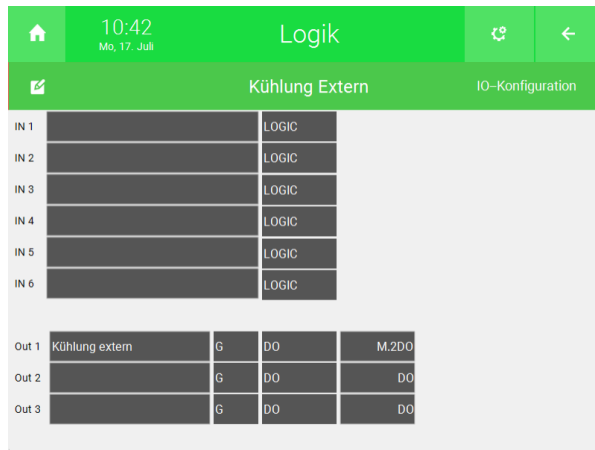 10:42
Mo, 17. Juli
Logik
Kühlung Extern
IO-Konfiguration
IN 1 LOGIC
IN 2 LOGIC
IN 3 LOGIC
IN 4 LOGIC
IN 5 LOGIC
IN 6 LOGIC
Out 1 Kühlung extern G DO M.2DO
Out 2 G DO DO
Out 3 G DO DO